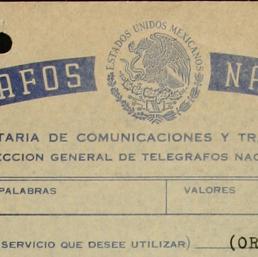 ESTADOS UNIDOS MEXICANOS
AFOS NA
TARIA DE COMUNICACIONES Y TR
ECCION GENERAL DE TELEGRAFOS NAC
PALABRAS VALORES
SERVICIO QUE DESEE UTILIZAR) (OR